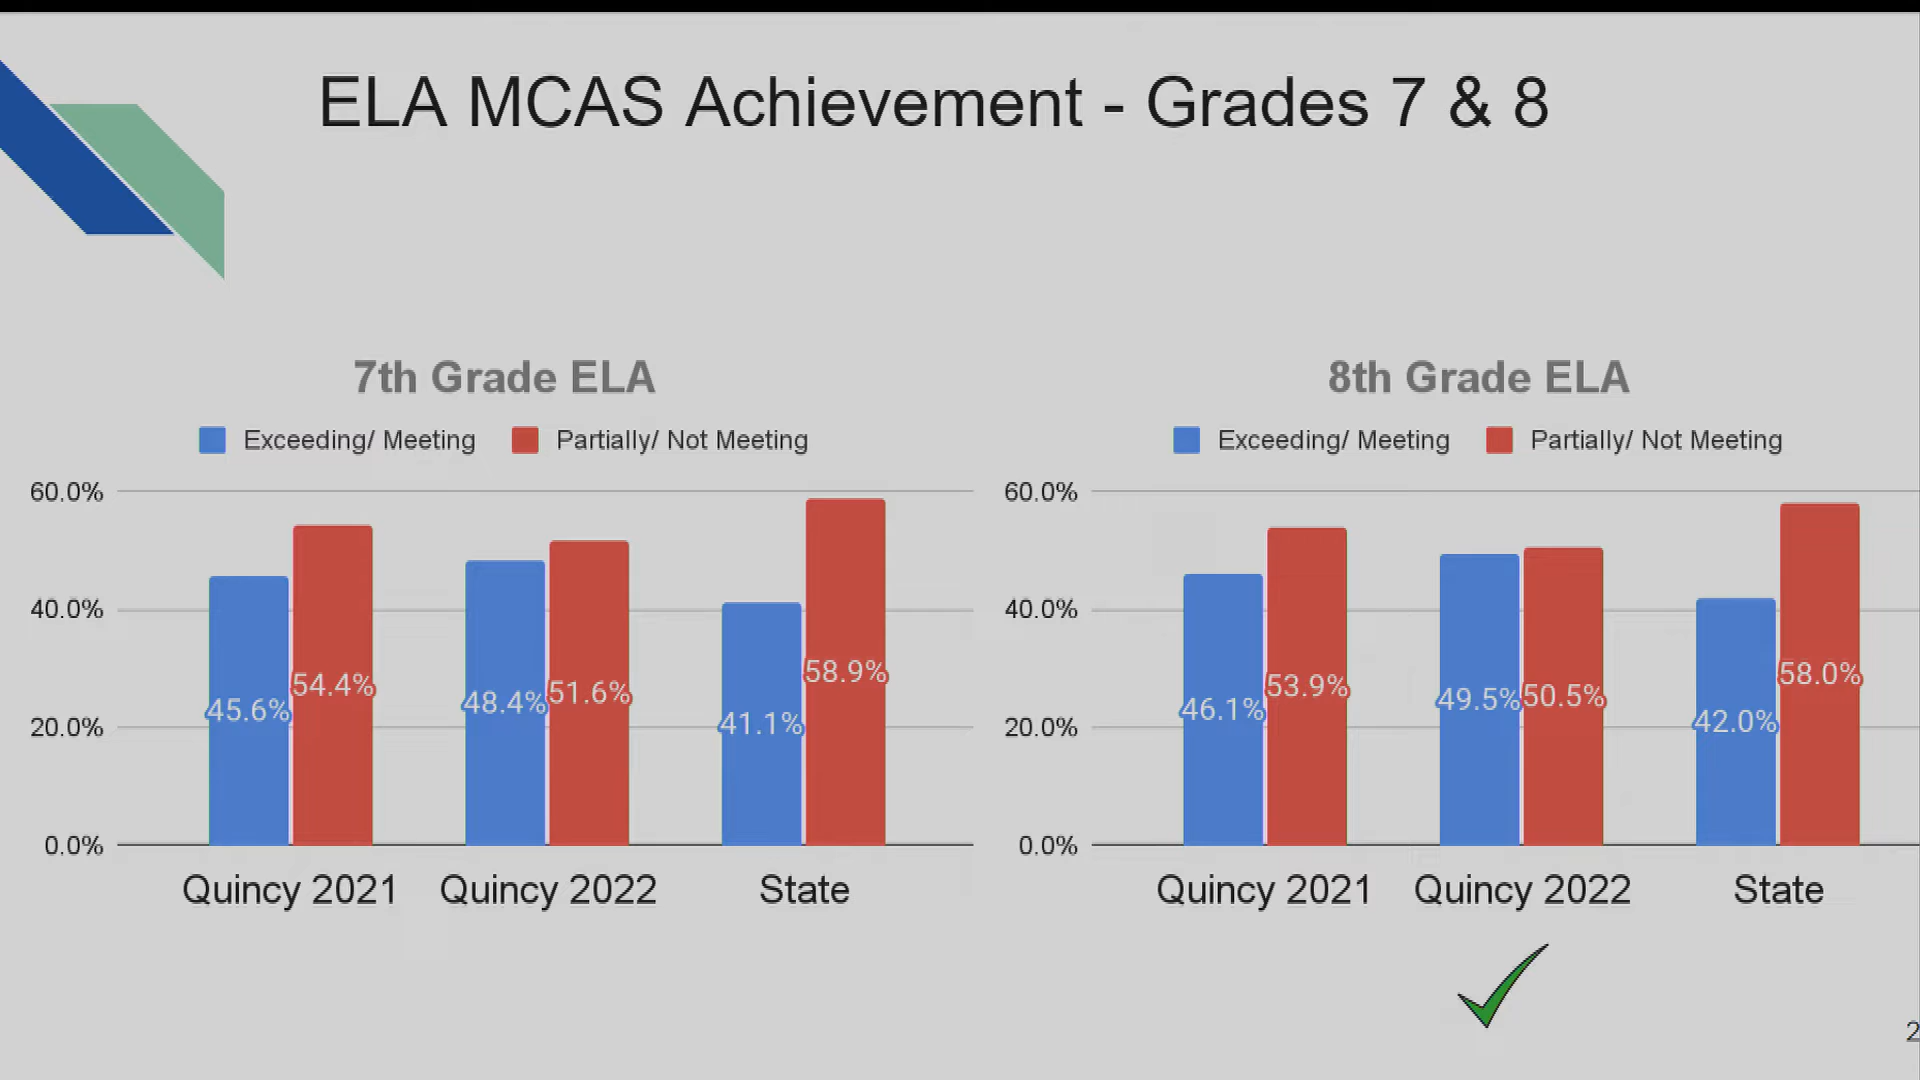 ELA MCAS Achievement - Grades 7 & 8
7th Grade ELA
Exceeding/ Meeting Partially/ Not Meeting
60.0%
40.0%
20.0%
0.0%
45.6% 54.4% 48.4% 51.6% 41.1% 58.9%
Quincy 2021 Quincy 2022 State
8th Grade ELA
Exceeding/ Meeting Partially/ Not Meeting
60.0%
40.0%
20.0%
0.0%
46.1% 53.9% 49.5% 50.5% 42.0% 58.0%
Quincy 2021 Quincy 2022 State